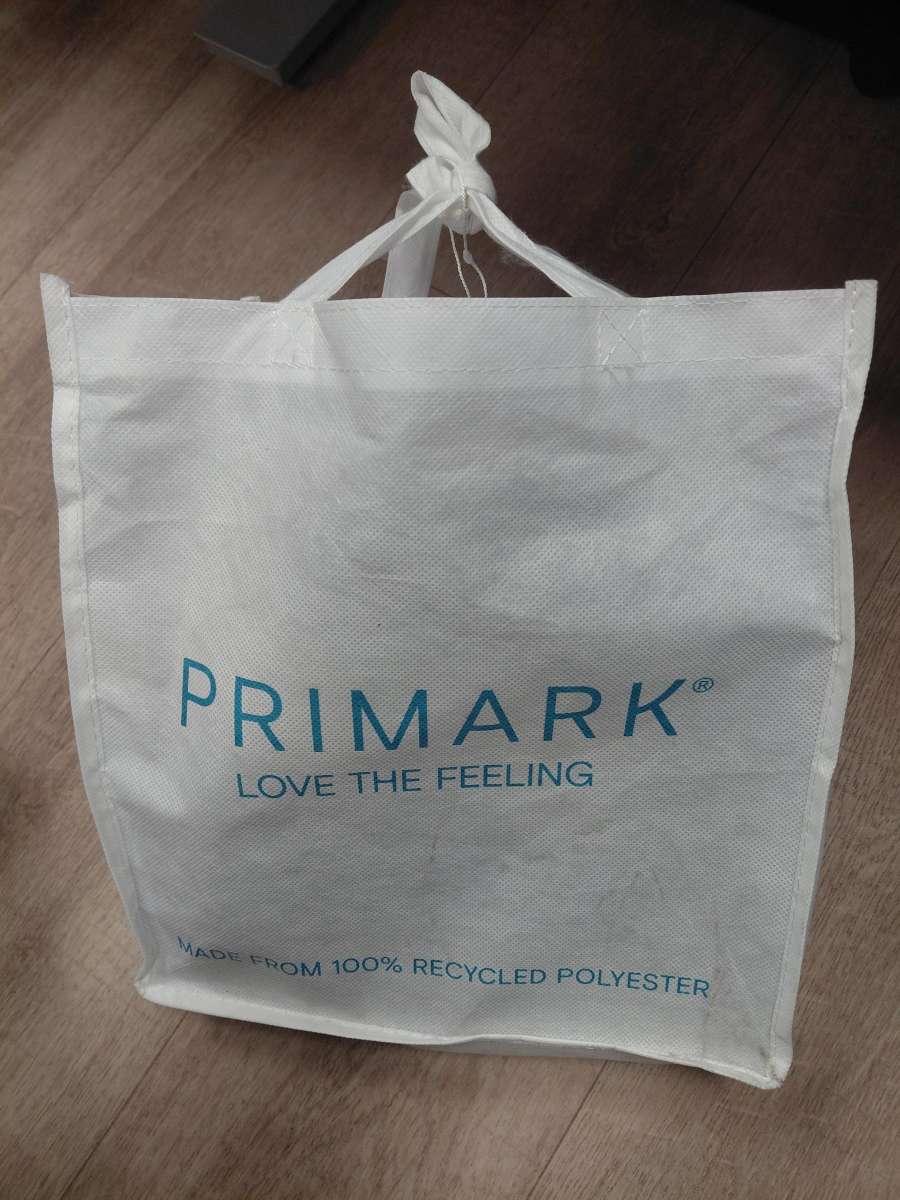 PRIMARK®
LOVE THE FEELING
MADE FROM 100% RECYCLED POLYESTER